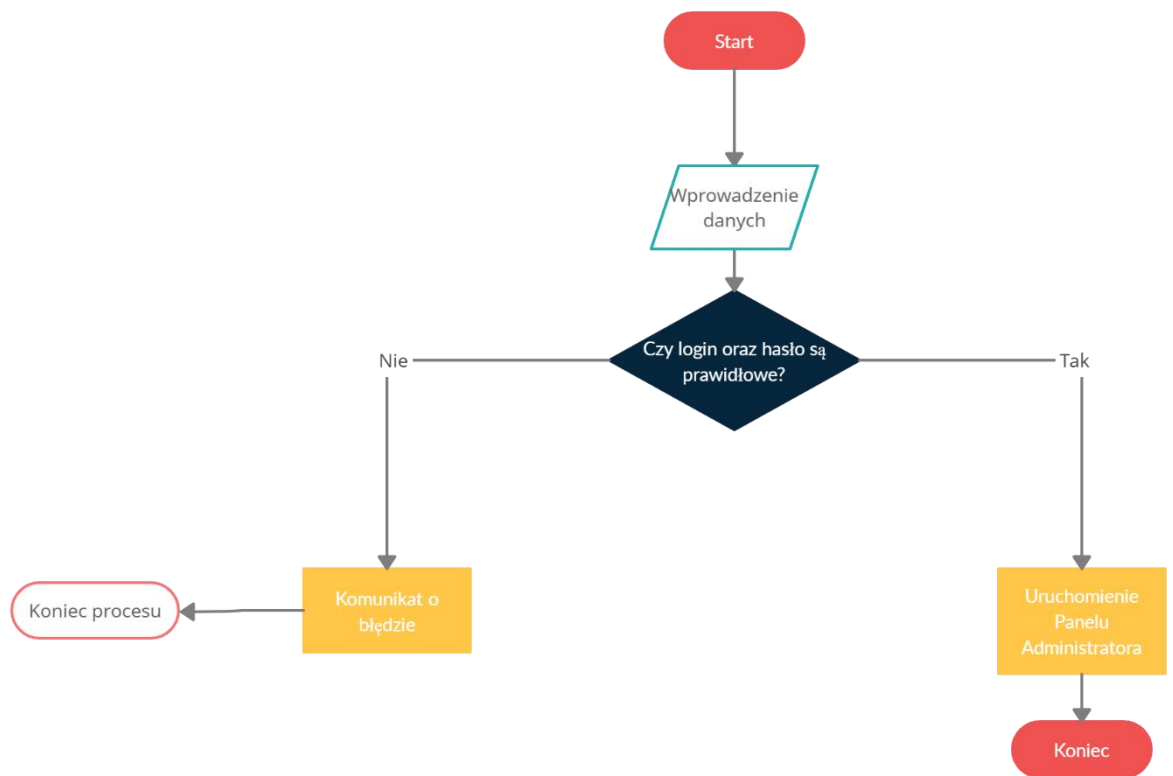 Start
Wprowadzenie
danych
Czy login oraz hasło są
prawidłowe?
Nie
Tak
Komunikat o
błędzie
Koniec procesu
Uruchomienie
Panelu
Administratora
Koniec